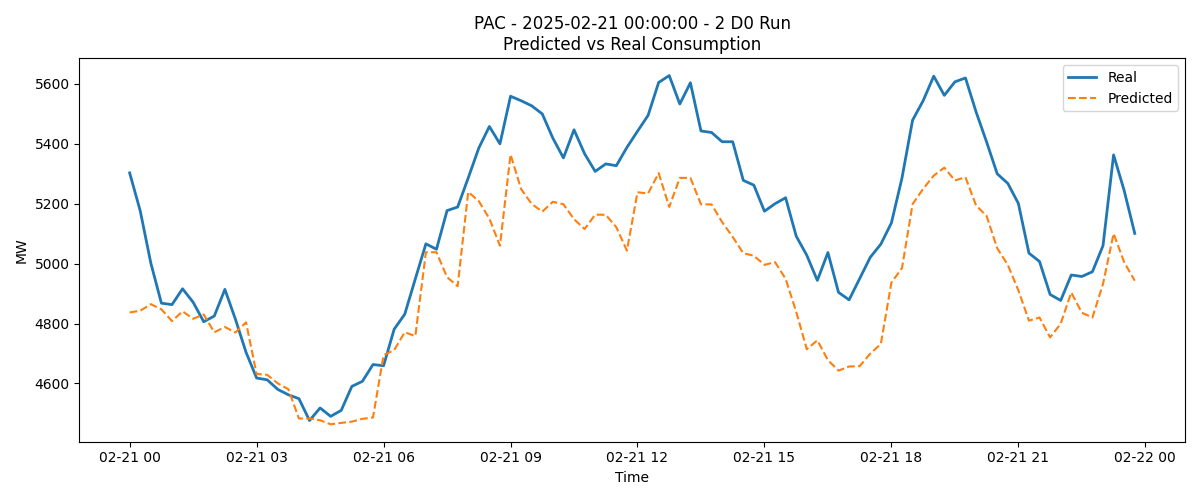 PAC - 2025-02-21 00:00:00 - 2 D0 Run
Predicted vs Real Consumption
Real
Predicted
5600
5400
5200
5000
4800
4600
MW
02-21 00
02-21 03
02-21 06
02-21 09
02-21 12
02-21 15
02-21 18
02-21 21
02-22 00
Time